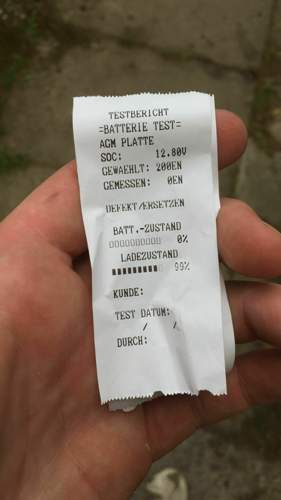 TESTBERICHT
=BATTERIE TEST=
AGM PLATTE
SOC: 12.80V
GEWAEHLT: 200EN
GEMESSEN: 0EN
DEFEKT/ERSETZEN
BATT.-ZUSTAND
0%
LADEZUSTAND
99%
KUNDE:
TEST DATUM:
/ /
DURCH: